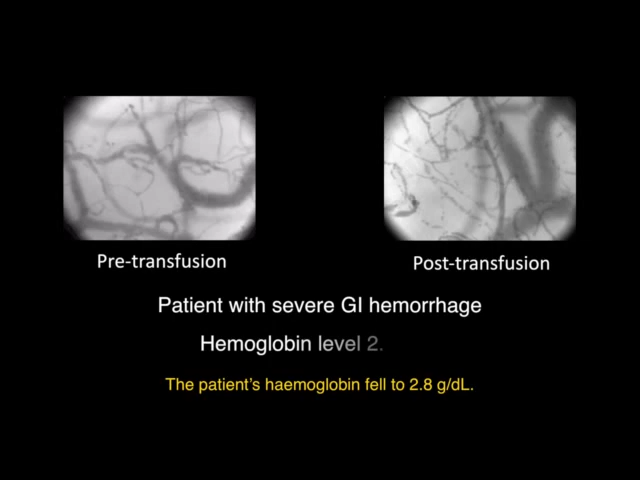 Pre-transfusion
Post-transfusion
Patient with severe GI hemorrhage
Hemoglobin level 2.
The patient’s haemoglobin fell to 2.8 g/dL.